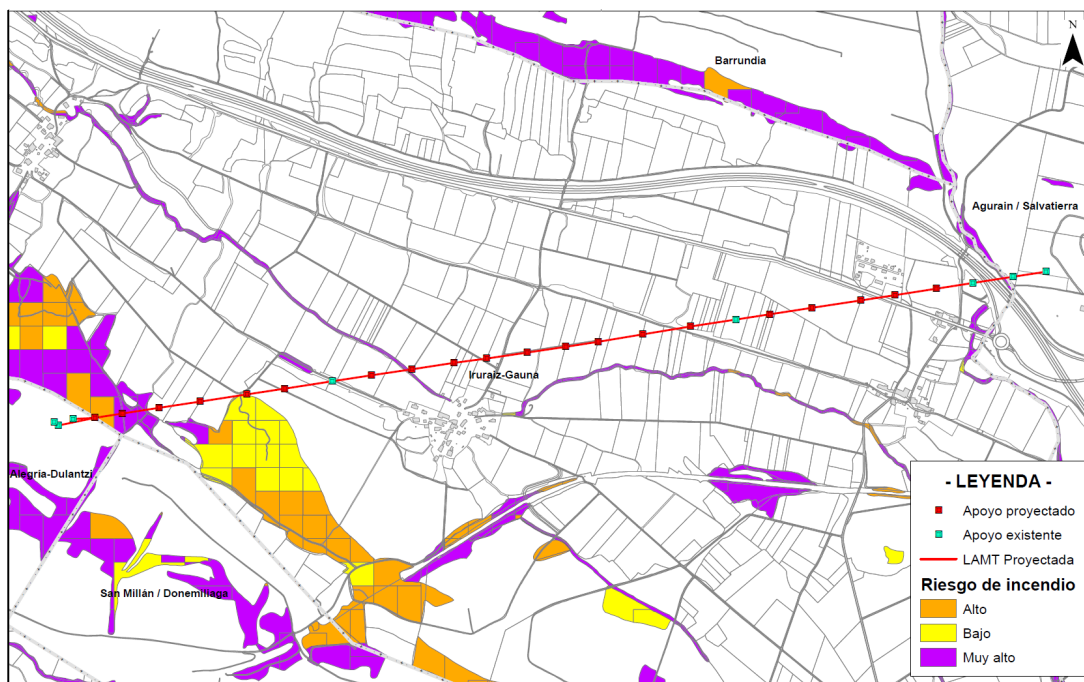 N
Barrundia
Agurain / Salvatierra
Iruraiz-Gauna
Alegría-Dulantzi
San Millán / Donemiliaga
- LEYENDA -
Apoyo proyectado
Apoyo existente
LAMT Proyectada
Riesgo de incendio
Alto
Bajo
Muy alto